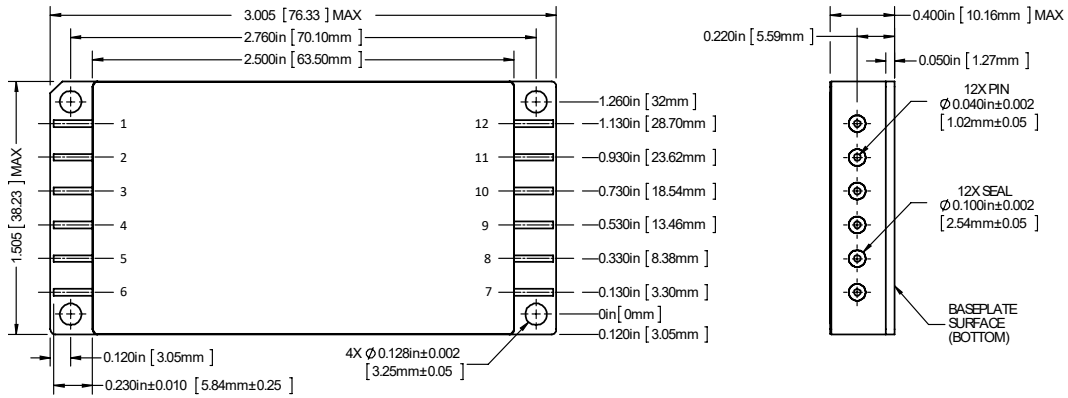 3.005 [76.33] MAX
2.760in [70.10mm]
2.500in [63.50mm]
1.505 [38.23] MAX
1
2
3
4
5
6
12
11
10
9
8
7
1.260in [32mm]
1.130in [28.70mm]
0.930in [23.62mm]
0.730in [18.54mm]
0.530in [13.46mm]
0.330in [8.38mm]
0.130in [3.30mm]
0in [0mm]
0.120in [3.05mm]
0.120in [3.05mm]
0.230in±0.010 [5.84mm±0.25]
4X Ø0.128in±0.002
[3.25mm±0.05]
0.400in [10.16mm] MAX
0.220in [5.59mm]
0.050in [1.27mm]
12X PIN
Ø0.040in±0.002
[1.02mm±0.05]
12X SEAL
Ø0.100in±0.002
[2.54mm±0.05]
BASEPLATE
SURFACE
(BOTTOM)